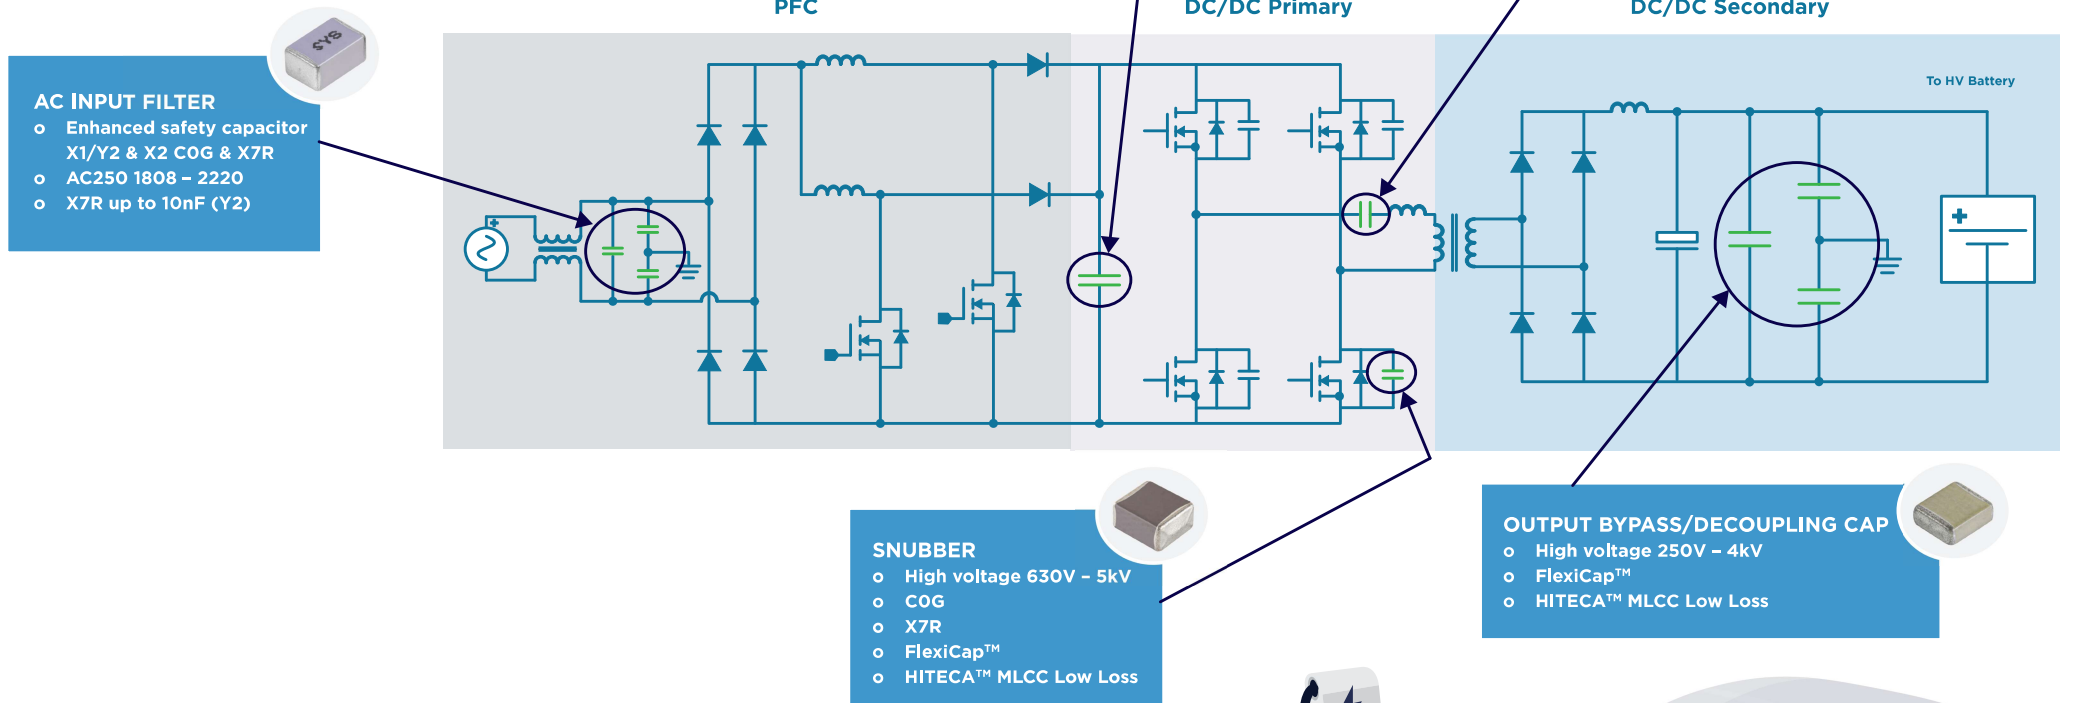 PFC
DC/DC Primary
DC/DC Secondary
SYS
AC INPUT FILTER
o Enhanced safety capacitor
X1/Y2 & X2 C0G & X7R
o AC250 1808 – 2220
o X7R up to 10nF (Y2)
To HV Battery
+
+
SNUBBER
o High voltage 630V – 5kV
o C0G
o X7R
o FlexiCap™
o HITECA™ MLCC Low Loss
OUTPUT BYPASS/DECOUPLING CAP
o High voltage 250V – 4kV
o FlexiCap™
o HITECA™ MLCC Low Loss